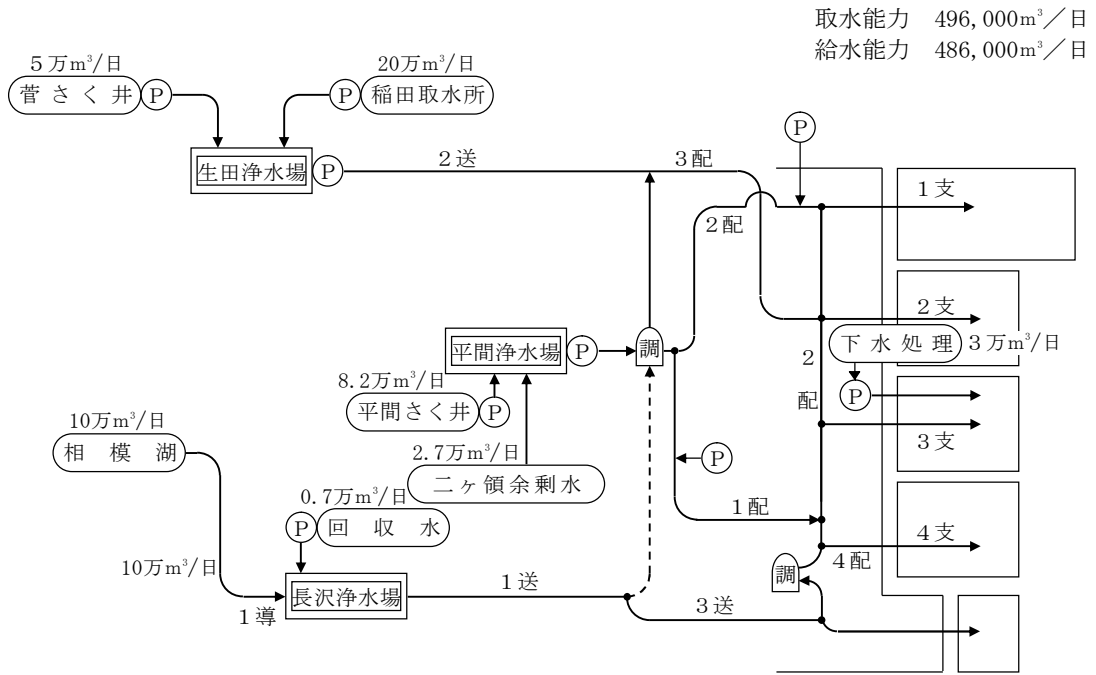 取水能力 496,000m³／日
給水能力 486,000m³／日
5万m³/日
菅さく井
P
20万m³/日
P
稲田取水所
生田浄水場
P
2送
3配
P
1支
2配
2支
平間浄水場
P
調
2
配
下水処理
3万m³/日
P
8.2万m³/日
平間さく井
P
3支
10万m³/日
相模湖
2.7万m³/日
二ヶ領余剰水
P
0.7万m³/日
P
回収水
1配
4支
4配
調
10万m³/日
1導
長沢浄水場
1送
3送